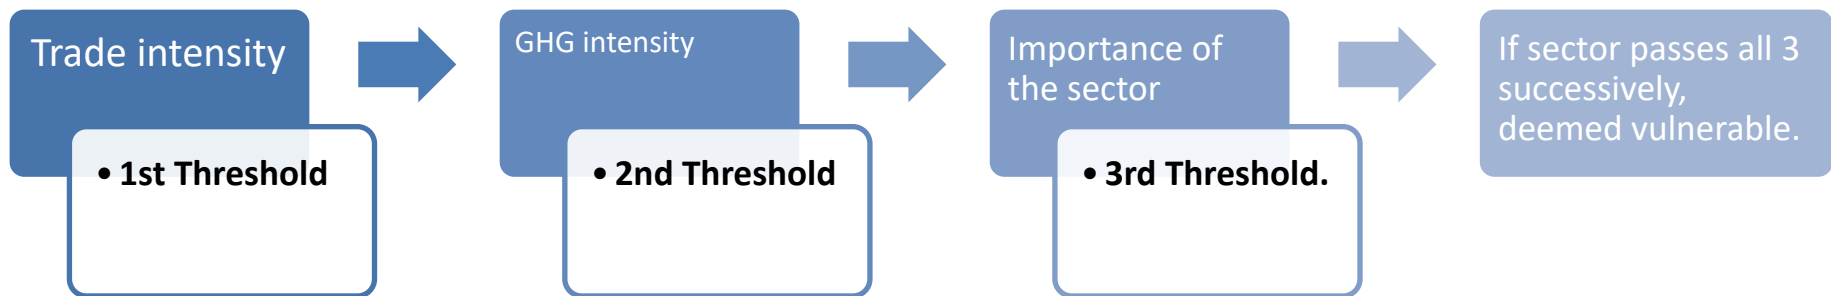 Trade intensity
• 1st Threshold
GHG intensity
• 2nd Threshold
Importance of
the sector
• 3rd Threshold.
If sector passes all 3
successively,
deemed vulnerable.